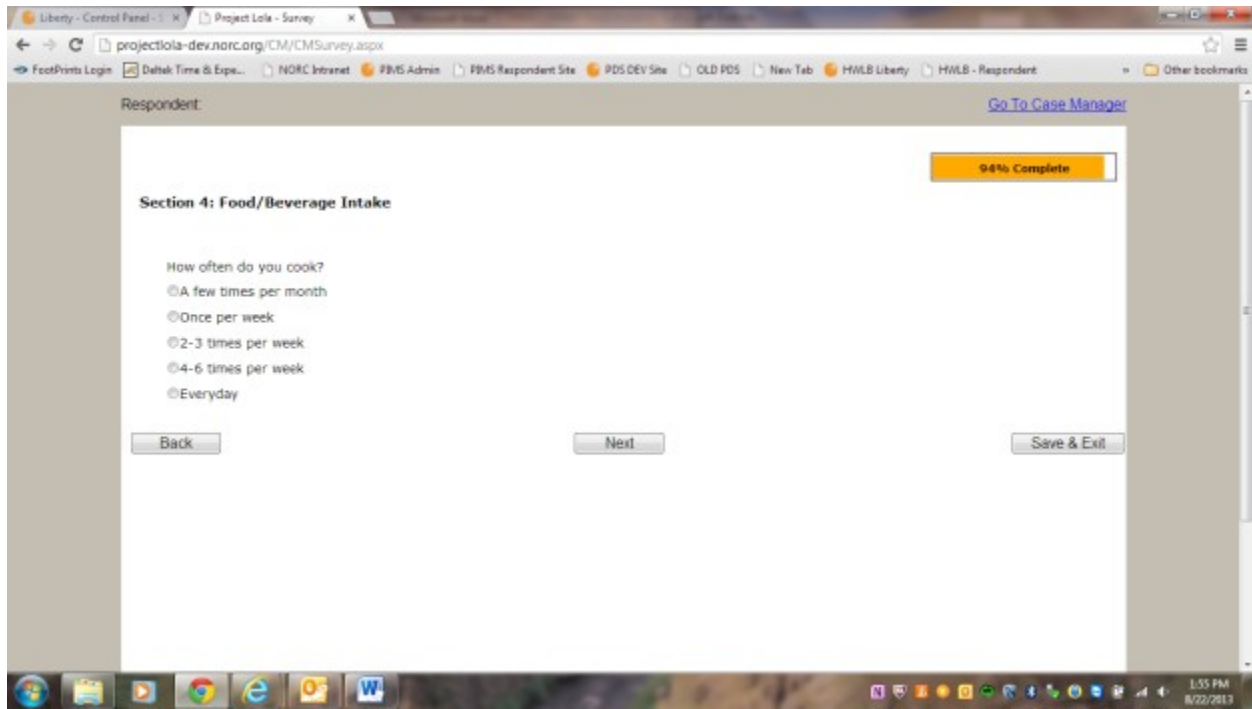 Liberty - Control Panel - S
Project Lola - Survey
projectlola-dev.norc.org/CM/CMSurvey.aspx
FootPrints Login Deltek Time & Expe... NORC Intranet PIMS Admin PIMS Respondent Site PDS DEV Site OLD PDS New Tab HWLB Liberty HWLB - Respondent » Other bookmarks
Respondent: Go To Case Manager
94% Complete
Section 4: Food/Beverage Intake
How often do you cook?
A few times per month
Once per week
2-3 times per week
4-6 times per week
Everyday
Back Next Save & Exit
1:55 PM
8/22/2013